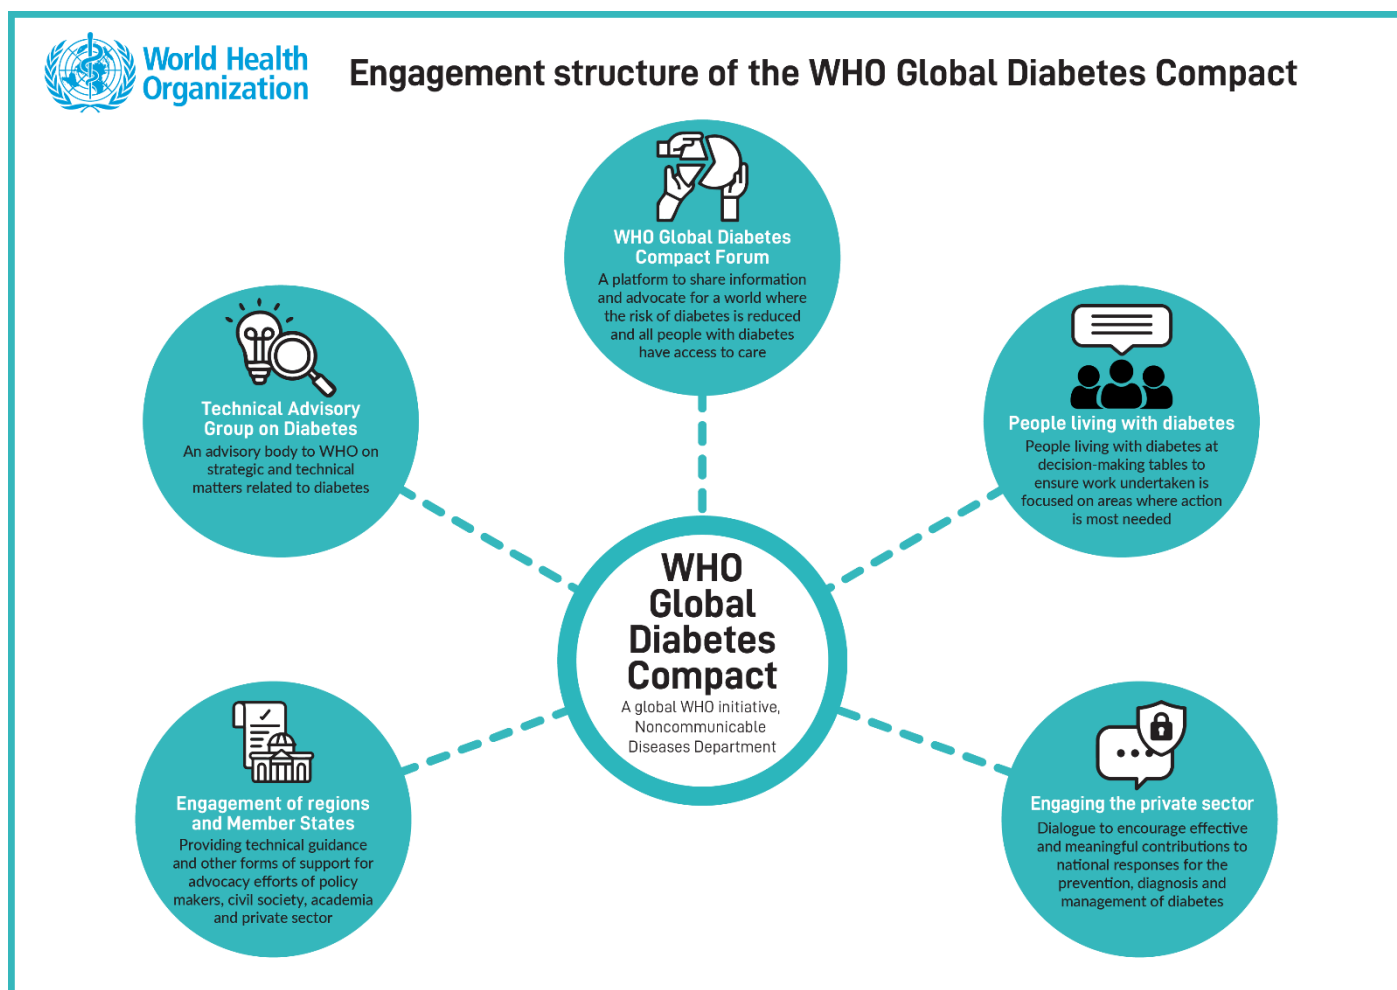 World Health
Organization
Engagement structure of the WHO Global Diabetes Compact
WHO Global Diabetes
Compact Forum
A platform to share information
and advocate for a world where
the risk of diabetes is reduced
and all people with diabetes
have access to care
Technical Advisory
Group on Diabetes
An advisory body to WHO on
strategic and technical
matters related to diabetes
People living with diabetes
People living with diabetes at
decision-making tables to
ensure work undertaken is
focused on areas where action
is most needed
WHO
Global
Diabetes
Compact
A global WHO initiative,
Noncommunicable
Diseases Department
Engagement of regions
and Member States
Providing technical guidance
and other forms of support for
advocacy efforts of policy
makers, civil society, academia
and private sector
Engaging the private sector
Dialogue to encourage effective
and meaningful contributions to
national responses for the
prevention, diagnosis and
management of diabetes